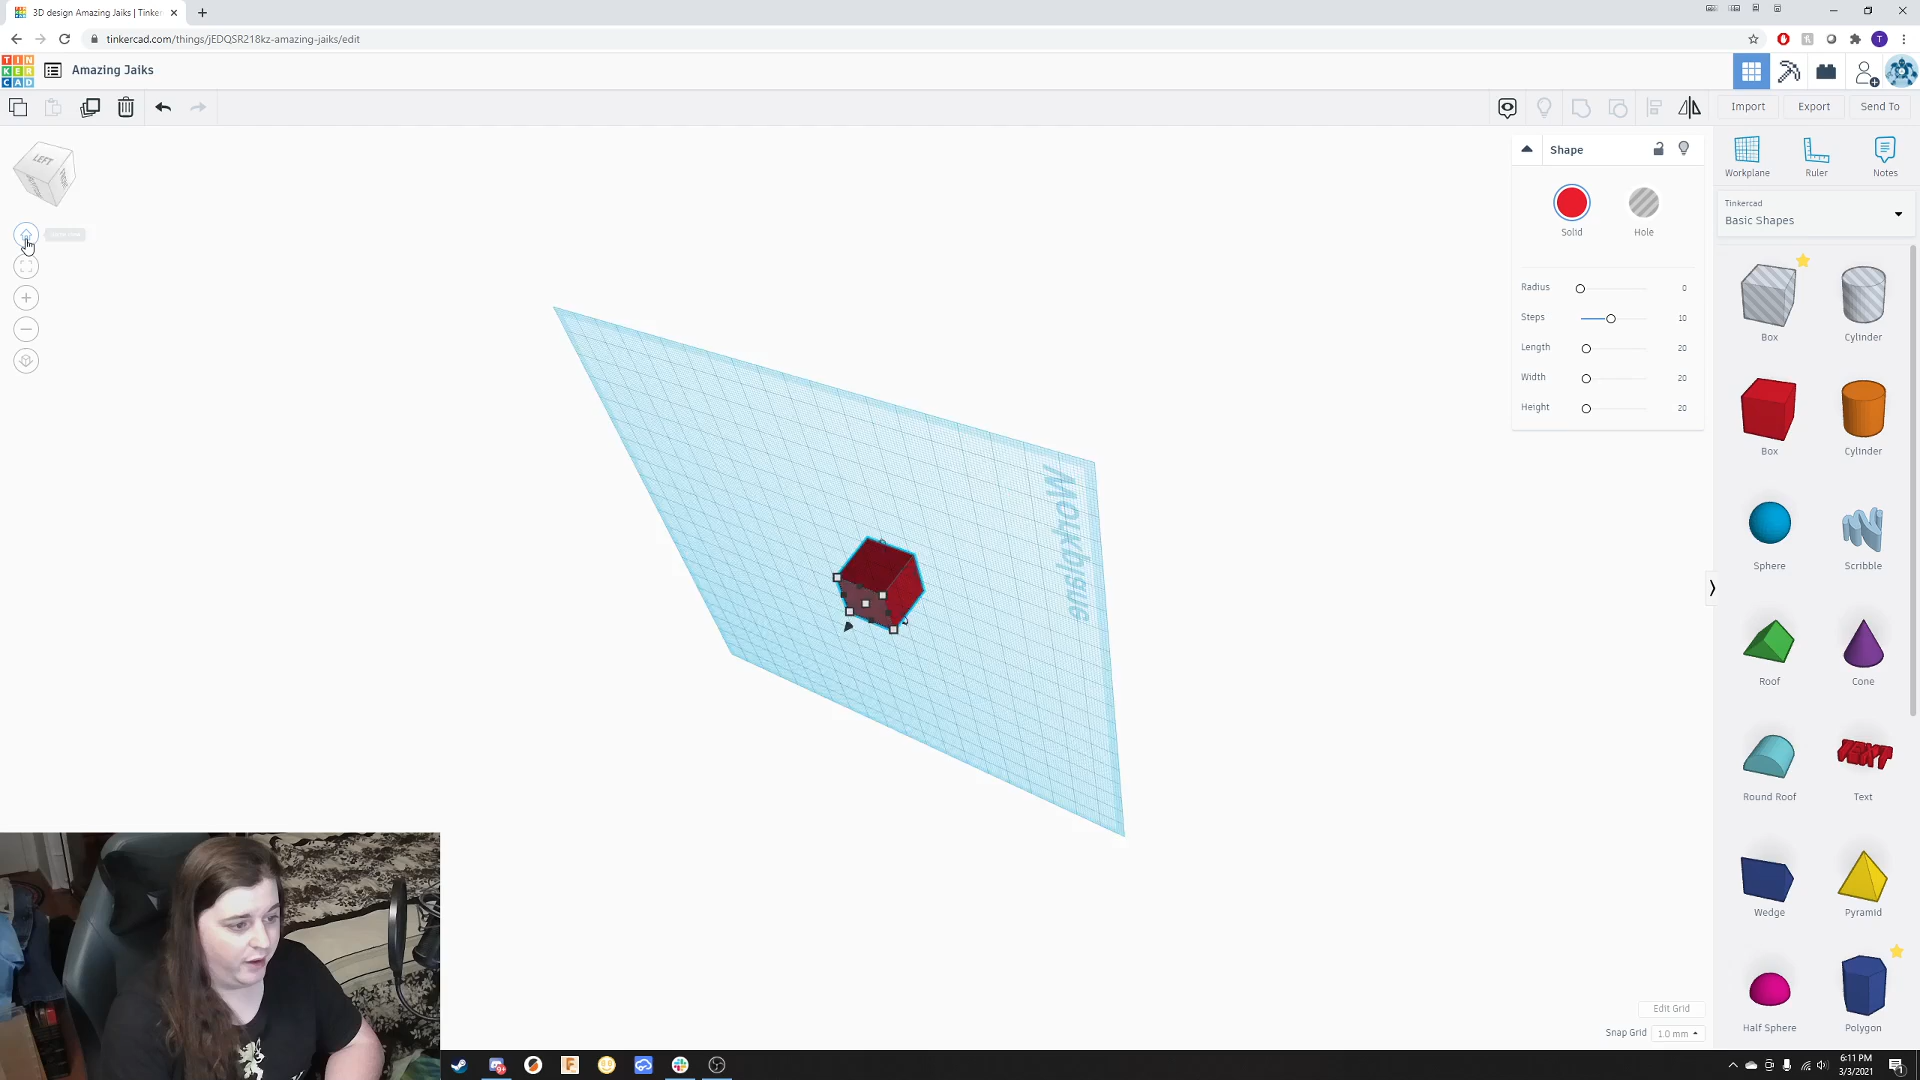 3D design Amazing Jaiks | Tinker
tinkercad.com/things/jEDQSR218kz-amazing-jaiks/edit
T
TIN
KER
CAD
Amazing Jaiks
Import
Export
Send To
LEFT
Shape
Solid
Hole
Radius 0
Steps 10
Length 20
Width 20
Height 20
Workplane
Ruler
Notes
Tinkercad
Basic Shapes
Box
Cylinder
Box
Cylinder
Sphere
Scribble
Roof
Cone
TEXT
Round Roof
Text
Wedge
Pyramid
Half Sphere
Polygon
Workplane
Edit Grid
Snap Grid 1.0 mm
6:11 PM
3/3/2021